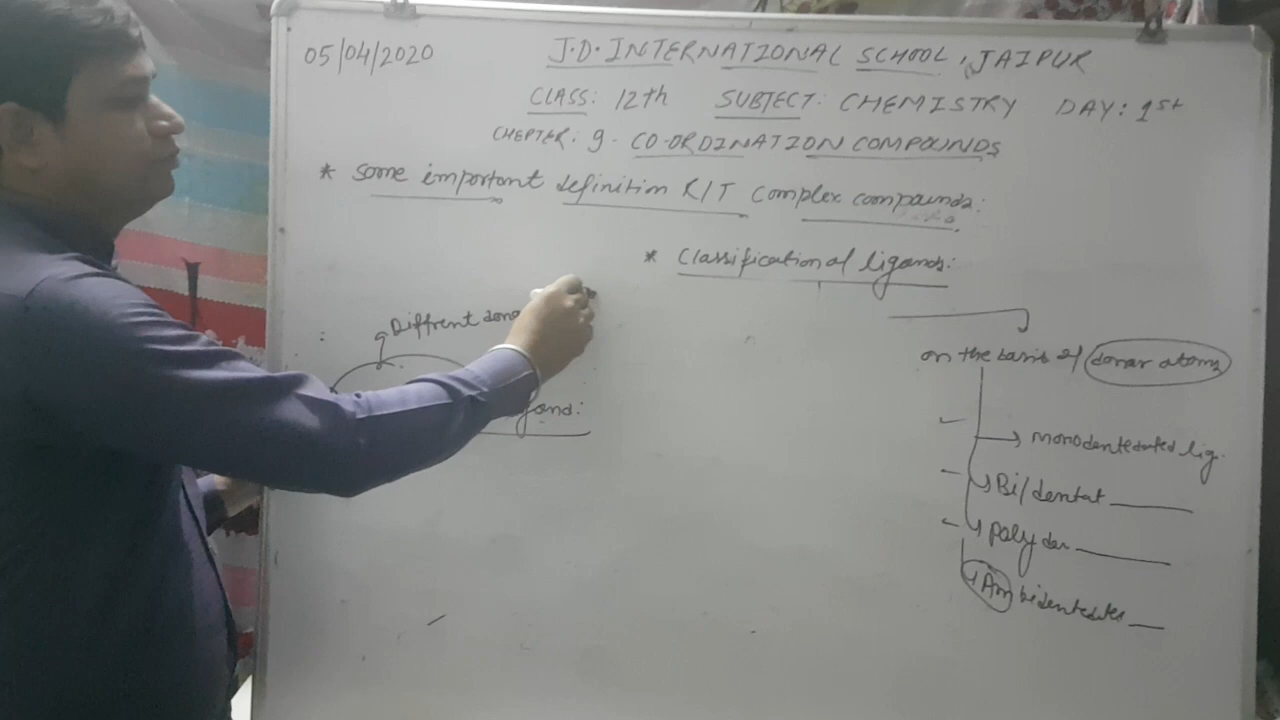 05/04/2020
J.D. INTERNATIONAL SCHOOL, JAIPUR
CLASS: 12th SUBJECT: CHEMISTRY DAY: 1st
CHEPTER: 9. CO-ORDINATION COMPOUNDS
* Some important definition R/T Complex compounds:
* Classification of ligands:
Diffrent
on the basis of donar atoms
monodentedated lig.
Bi/dentat
Poly den
Ambidentedates